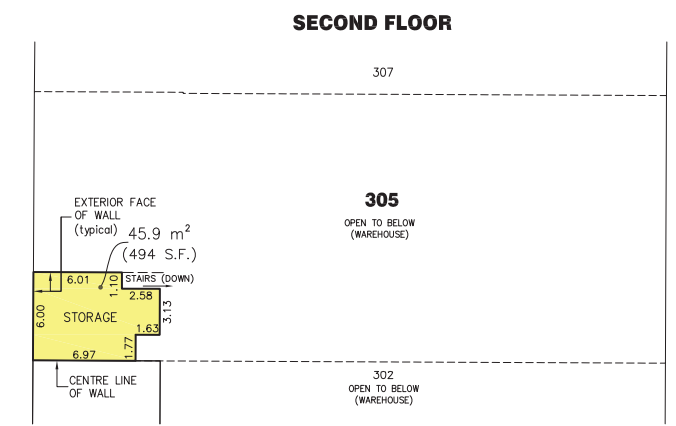 SECOND FLOOR
307
305
OPEN TO BELOW
(WAREHOUSE)
EXTERIOR FACE
OF WALL
(typical)
45.9 m²
(494 S.F.)
STAIRS (DOWN)
6.01
1.10
2.58
6.00
STORAGE
3.13
1.63
1.77
6.97
CENTRE LINE
OF WALL
302
OPEN TO BELOW
(WAREHOUSE)